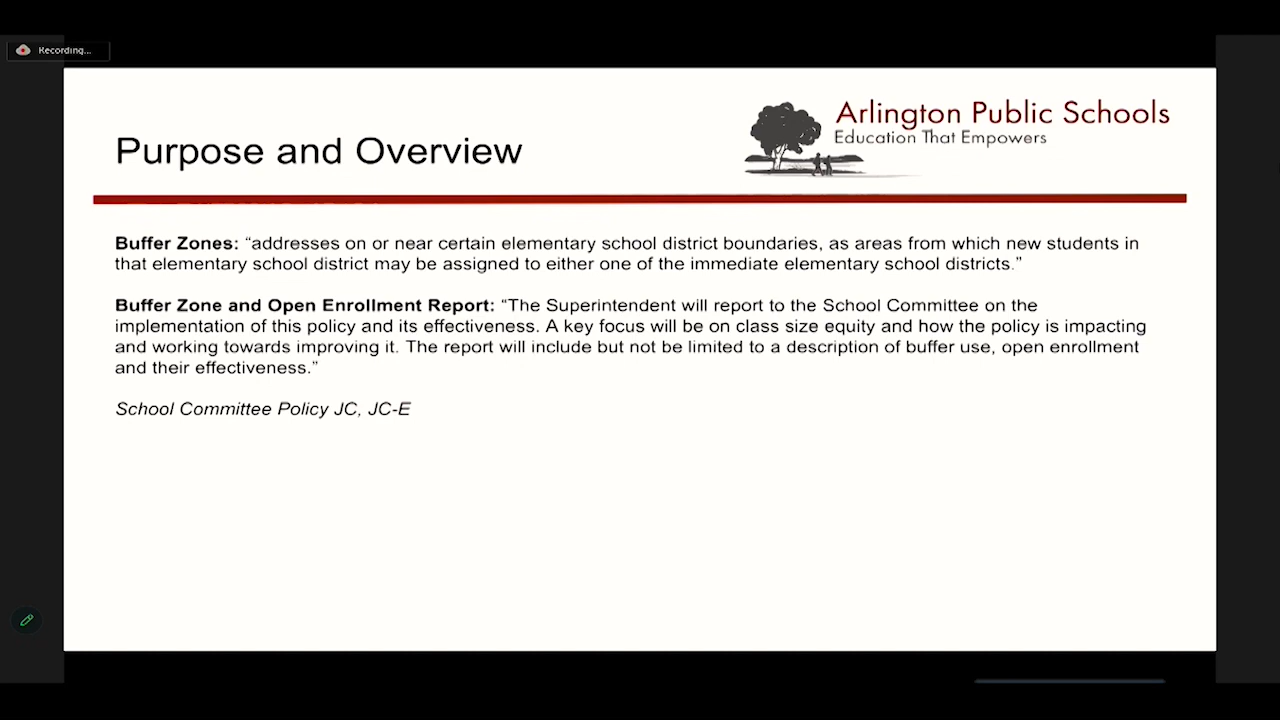 Recording...
Arlington Public Schools
Education That Empowers
Purpose and Overview
Buffer Zones: “addresses on or near certain elementary school district boundaries, as areas from which new students in
that elementary school district may be assigned to either one of the immediate elementary school districts.”
Buffer Zone and Open Enrollment Report: “The Superintendent will report to the School Committee on the
implementation of this policy and its effectiveness. A key focus will be on class size equity and how the policy is impacting
and working towards improving it. The report will include but not be limited to a description of buffer use, open enrollment
and their effectiveness.”
School Committee Policy JC, JC-E